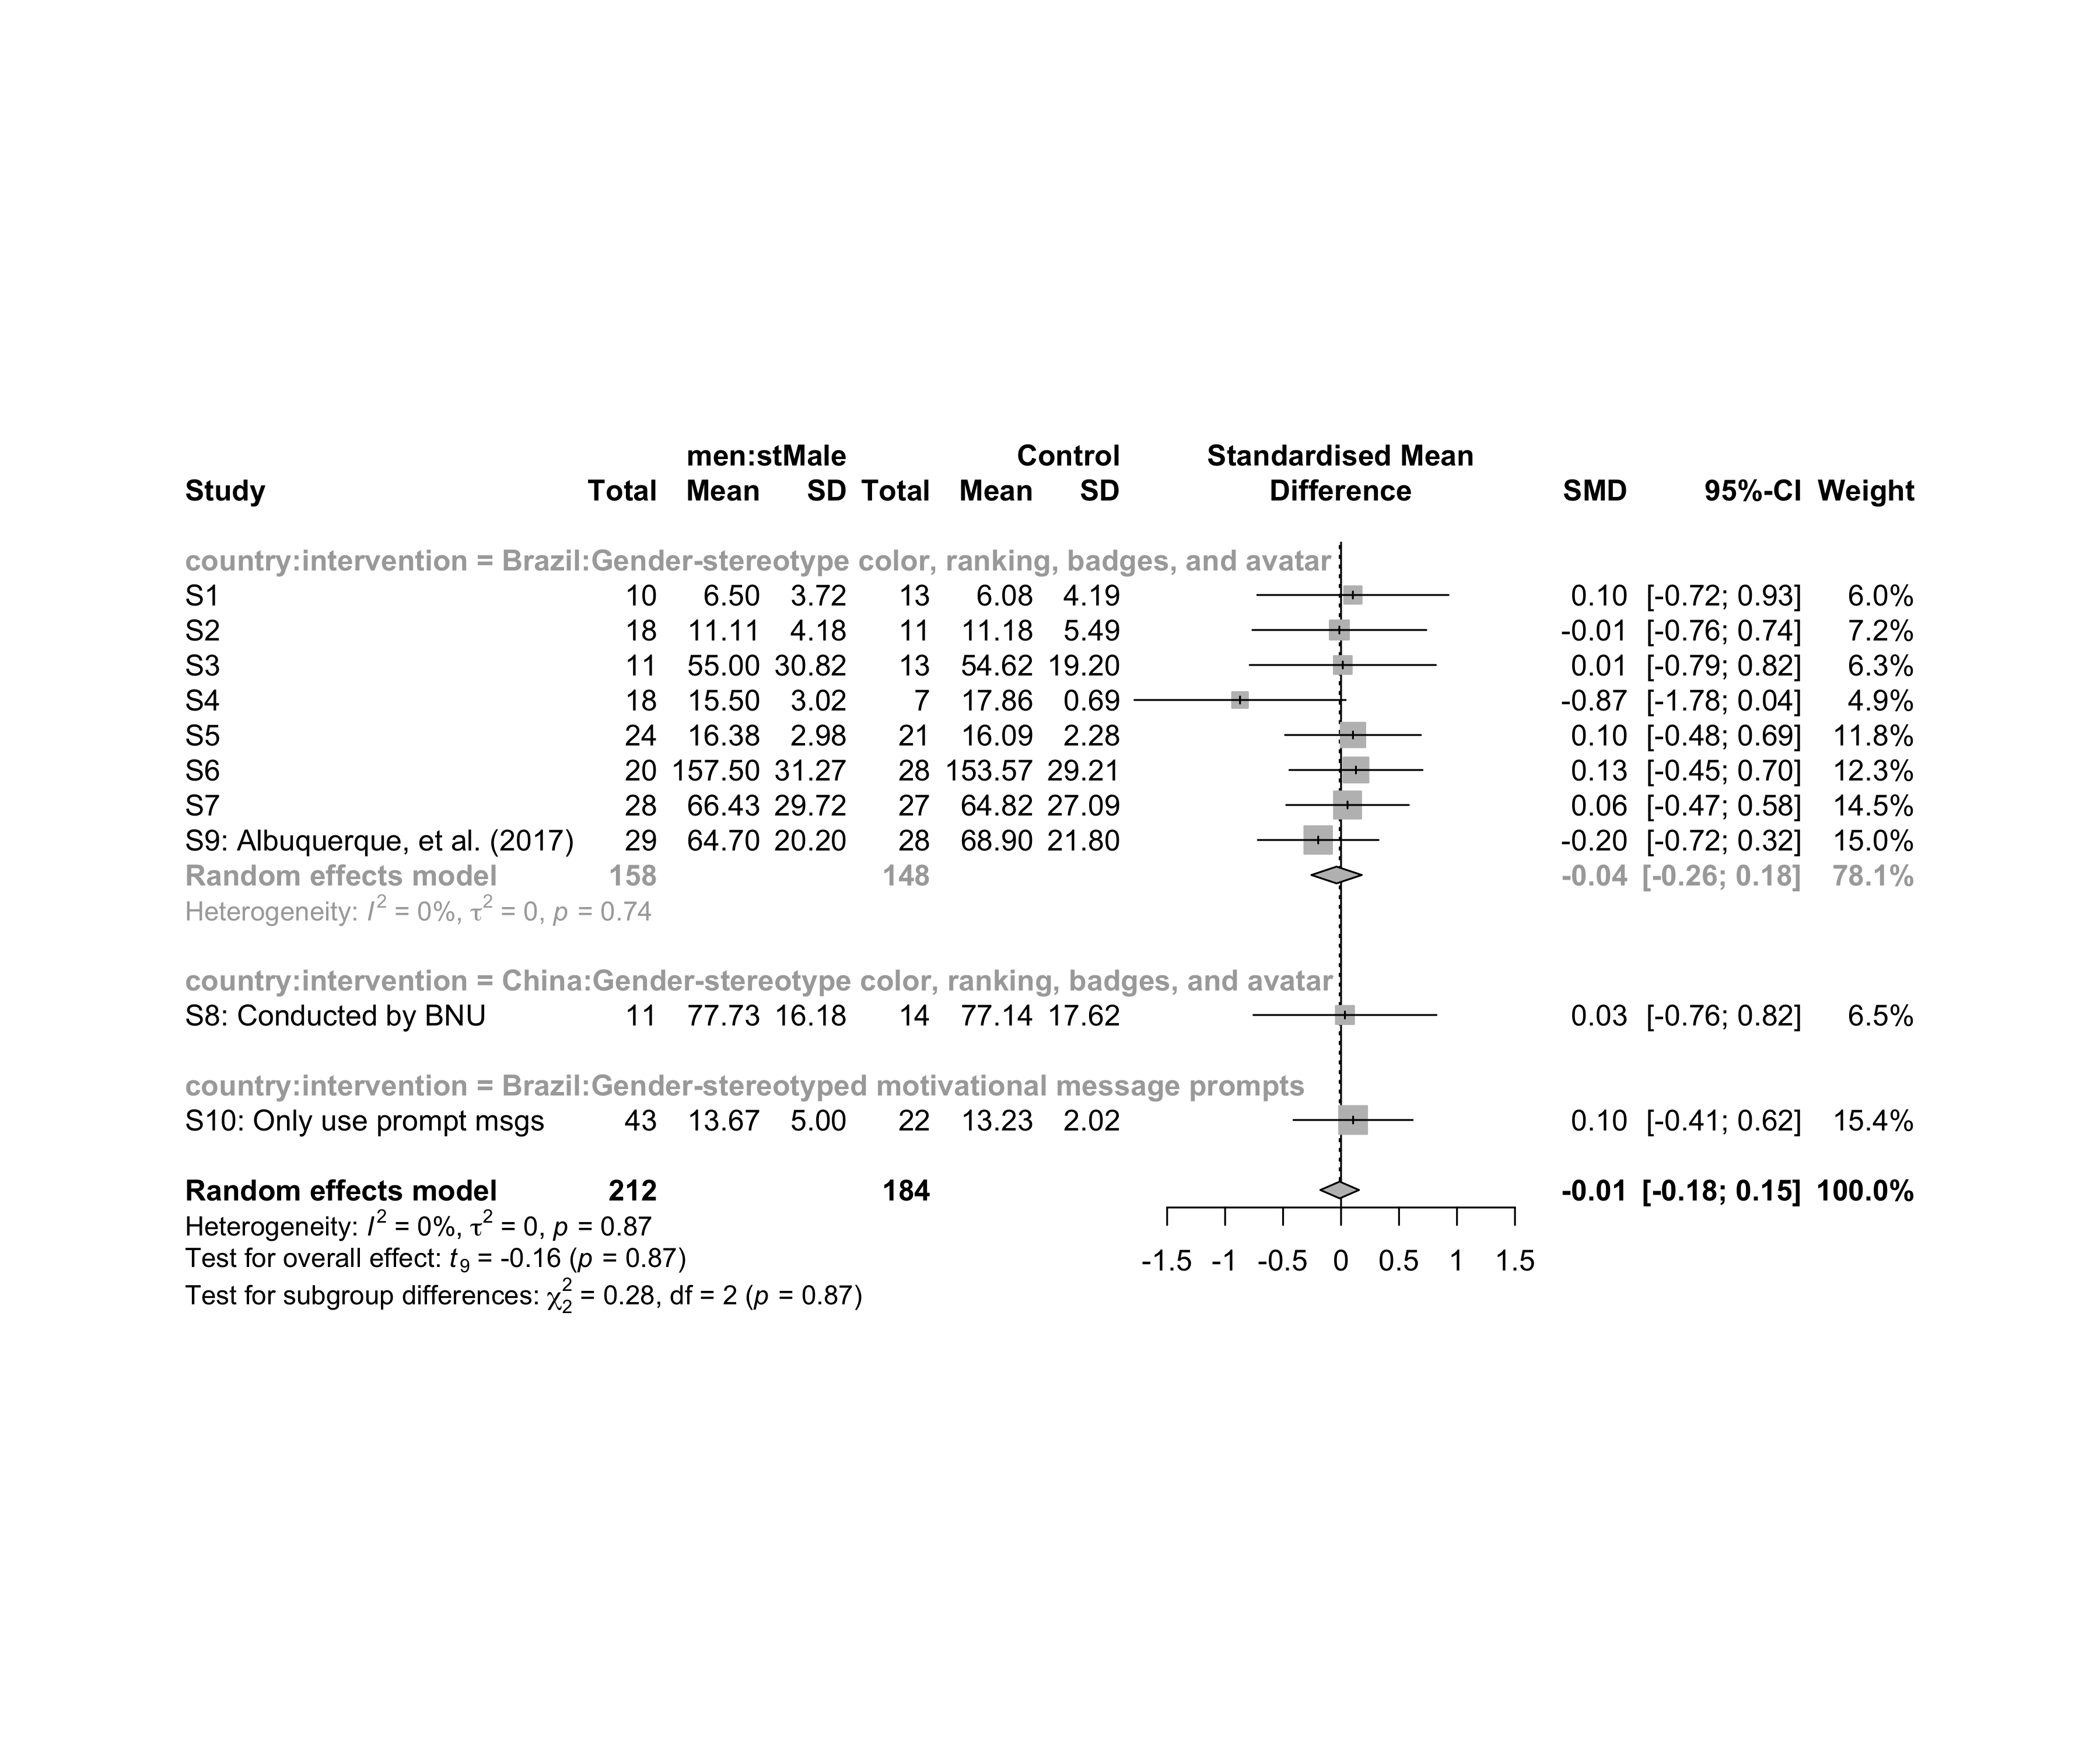 men:stMale Control Standardised Mean
Study Total Mean SD Total Mean SD Difference SMD 95%-CI Weight
country:intervention = Brazil:Gender-stereotype color, ranking, badges, and avatar
S1 10 6.50 3.72 13 6.08 4.19 0.10 [-0.72; 0.93] 6.0%
S2 18 11.11 4.18 11 11.18 5.49 -0.01 [-0.76; 0.74] 7.2%
S3 11 55.00 30.82 13 54.62 19.20 0.01 [-0.79; 0.82] 6.3%
S4 18 15.50 3.02 7 17.86 0.69 -0.87 [-1.78; 0.04] 4.9%
S5 24 16.38 2.98 21 16.09 2.28 0.10 [-0.48; 0.69] 11.8%
S6 20 157.50 31.27 28 153.57 29.21 0.13 [-0.45; 0.70] 12.3%
S7 28 66.43 29.72 27 64.82 27.09 0.06 [-0.47; 0.58] 14.5%
S9: Albuquerque, et al. (2017) 29 64.70 20.20 28 68.90 21.80 -0.20 [-0.72; 0.32] 15.0%
Random effects model 158 148 -0.04 [-0.26; 0.18] 78.1%
Heterogeneity: I² = 0%, τ² = 0, p = 0.74
country:intervention = China:Gender-stereotype color, ranking, badges, and avatar
S8: Conducted by BNU 11 77.73 16.18 14 77.14 17.62 0.03 [-0.76; 0.82] 6.5%
country:intervention = Brazil:Gender-stereotyped motivational message prompts
S10: Only use prompt msgs 43 13.67 5.00 22 13.23 2.02 0.10 [-0.41; 0.62] 15.4%
Random effects model 212 184 -0.01 [-0.18; 0.15] 100.0%
Heterogeneity: I² = 0%, τ² = 0, p = 0.87
Test for overall effect: t₉ = -0.16 (p = 0.87)
-1.5 -1 -0.5 0 0.5 1 1.5
Test for subgroup differences: χ²₂ = 0.28, df = 2 (p = 0.87)